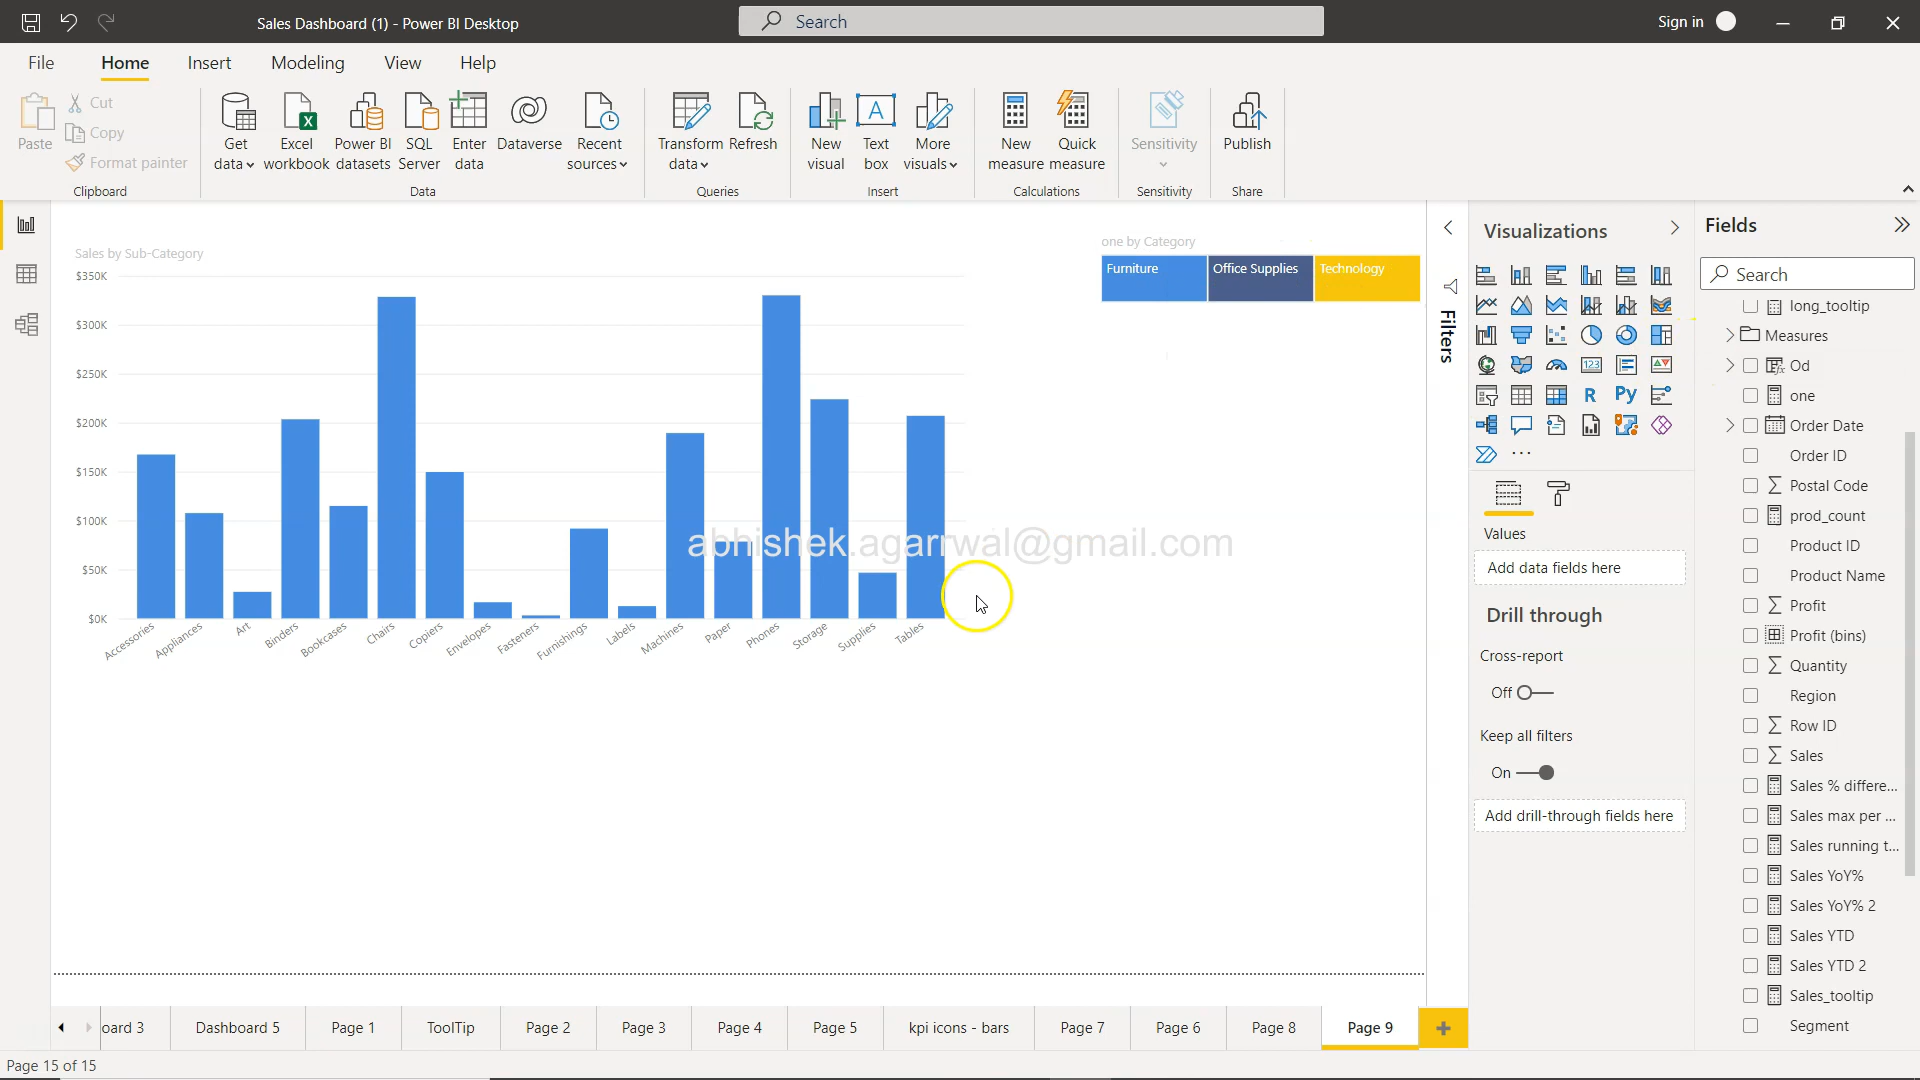 Sales Dashboard (1) - Power BI Desktop
Search
Sign in
File
Home
Insert
Modeling
View
Help
Paste
Cut
Copy
Format painter
Clipboard
Get data
Excel workbook
Power BI datasets
SQL Server
Enter data
Dataverse
Recent sources
Data
Transform data
Refresh
Queries
New visual
Text box
More visuals
Insert
New measure
Quick measure
Calculations
Sensitivity
Sensitivity
Publish
Share
Sales by Sub-Category
$350K
$300K
$250K
$200K
$150K
$100K
$50K
$0K
Accessories
Appliances
Art
Binders
Bookcases
Chairs
Copiers
Envelopes
Fasteners
Furnishings
Labels
Machines
Paper
Phones
Storage
Supplies
Tables
one by Category
Furniture
Office Supplies
Technology
abhishek.agarrwal@gmail.com
Filters
Visualizations
123
R
Py
Values
Add data fields here
Drill through
Cross-report
Off
Keep all filters
On
Add drill-through fields here
Fields
Search
long_tooltip
Measures
Od
one
Order Date
Order ID
Postal Code
prod_count
Product ID
Product Name
Profit
Profit (bins)
Quantity
Region
Row ID
Sales
Sales % differe...
Sales max per ...
Sales running t...
Sales YoY%
Sales YoY% 2
Sales YTD
Sales YTD 2
Sales_tooltip
Segment
oard 3
Dashboard 5
Page 1
ToolTip
Page 2
Page 3
Page 4
Page 5
kpi icons - bars
Page 7
Page 6
Page 8
Page 9
Page 15 of 15